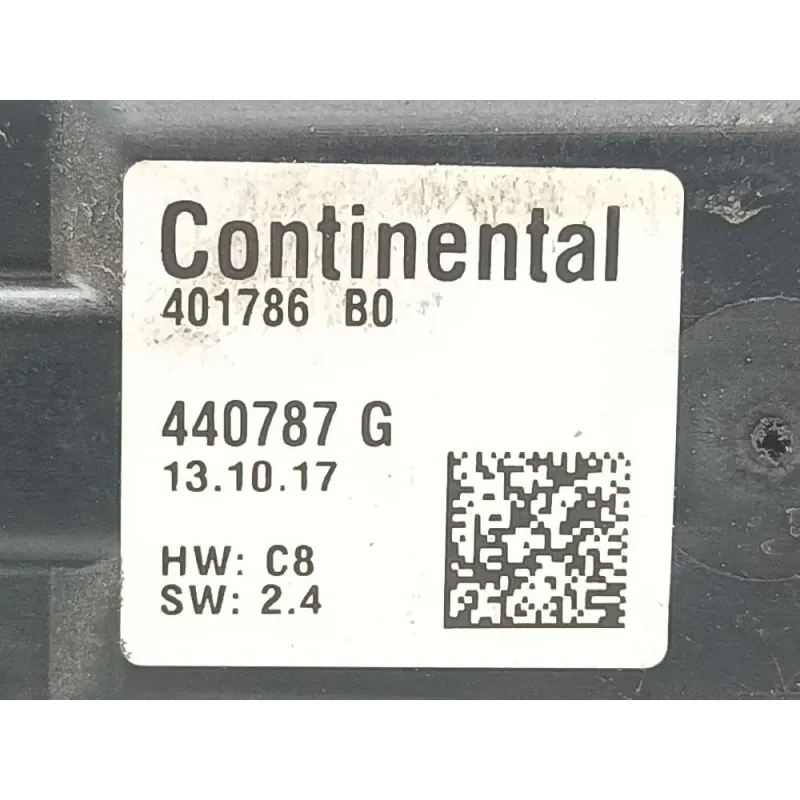 Continental
401786 B0
440787 G
13.10.17
HW: C8
SW: 2.4